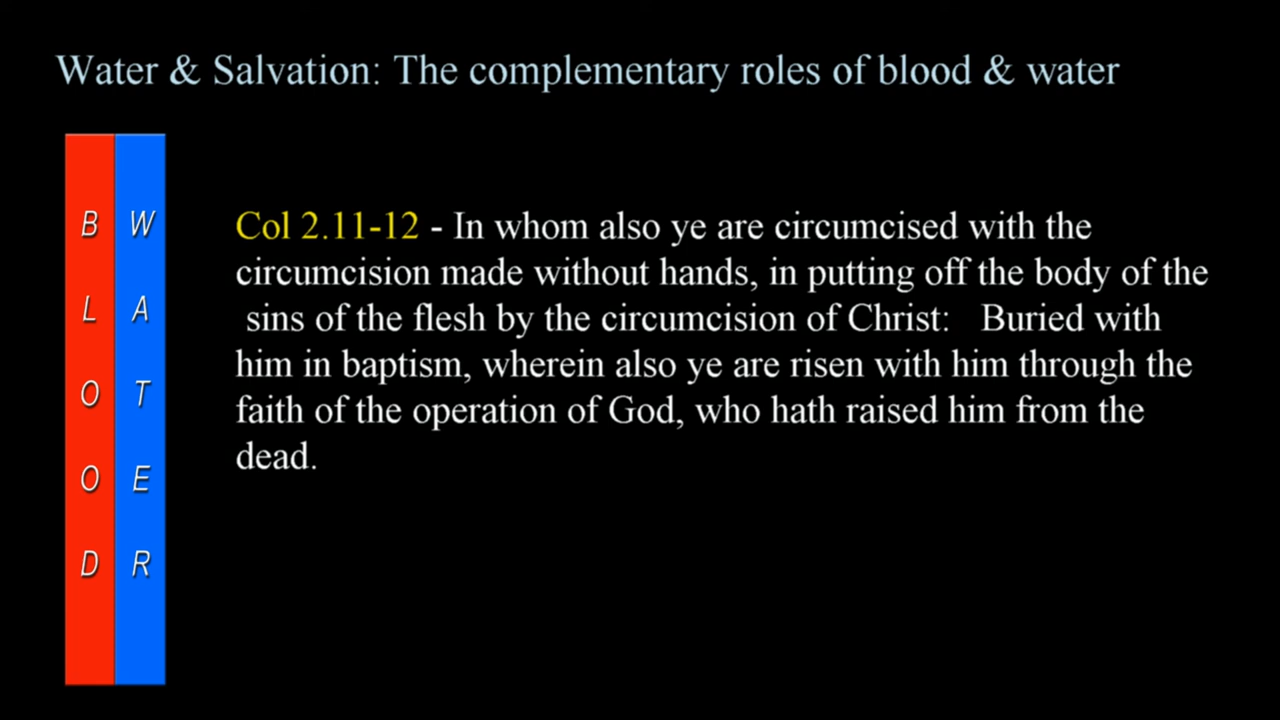 Water & Salvation: The complementary roles of blood & water
BLOOD
WATER
Col 2.11-12 - In whom also ye are circumcised with the
circumcision made without hands, in putting off the body of the
sins of the flesh by the circumcision of Christ: Buried with
him in baptism, wherein also ye are risen with him through the
faith of the operation of God, who hath raised him from the
dead.